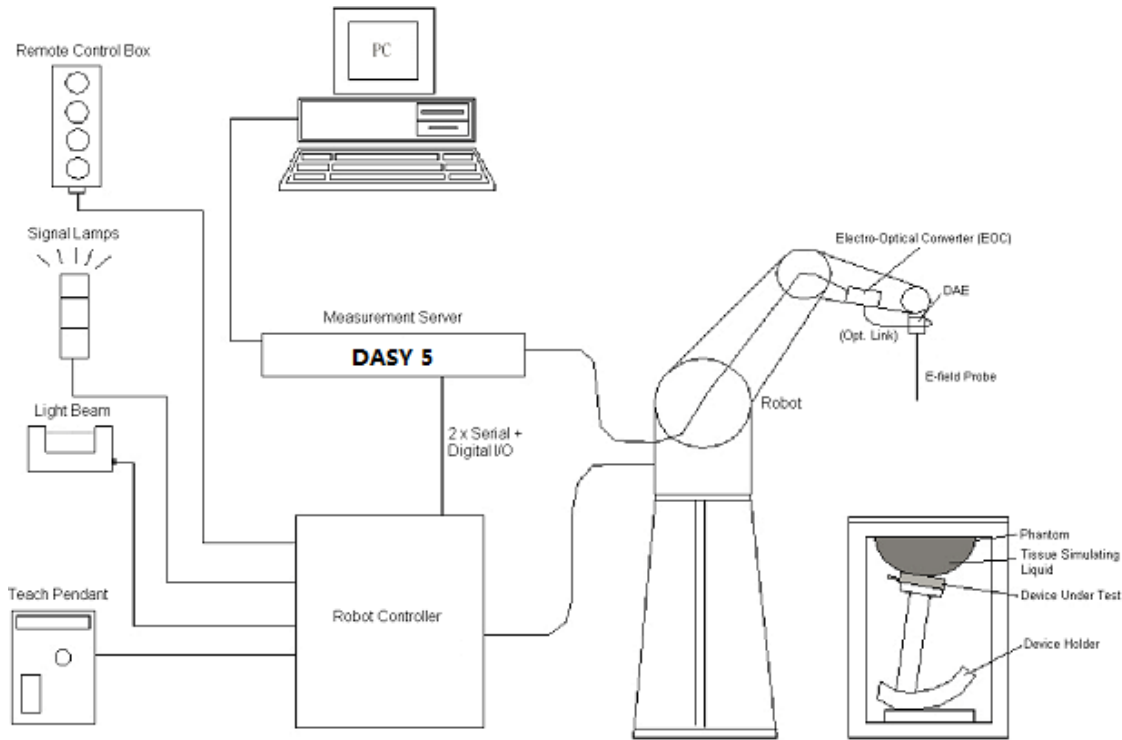 Remote Control Box
PC
Signal Lamps
Electro-Optical Converter (EOC)
DAE
Measurement Server
(Opt. Link)
DASY 5
E-field Probe
Light Beam
Robot
2 x Serial +
Digital I/O
Phantom
Tissue Simulating
Liquid
Teach Pendant
Device Under Test
Robot Controller
Device Holder